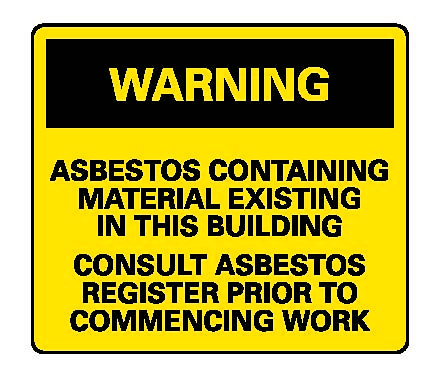 WARNING
ASBESTOS CONTAINING
MATERIAL EXISTING
IN THIS BUILDING
CONSULT ASBESTOS
REGISTER PRIOR TO
COMMENCING WORK